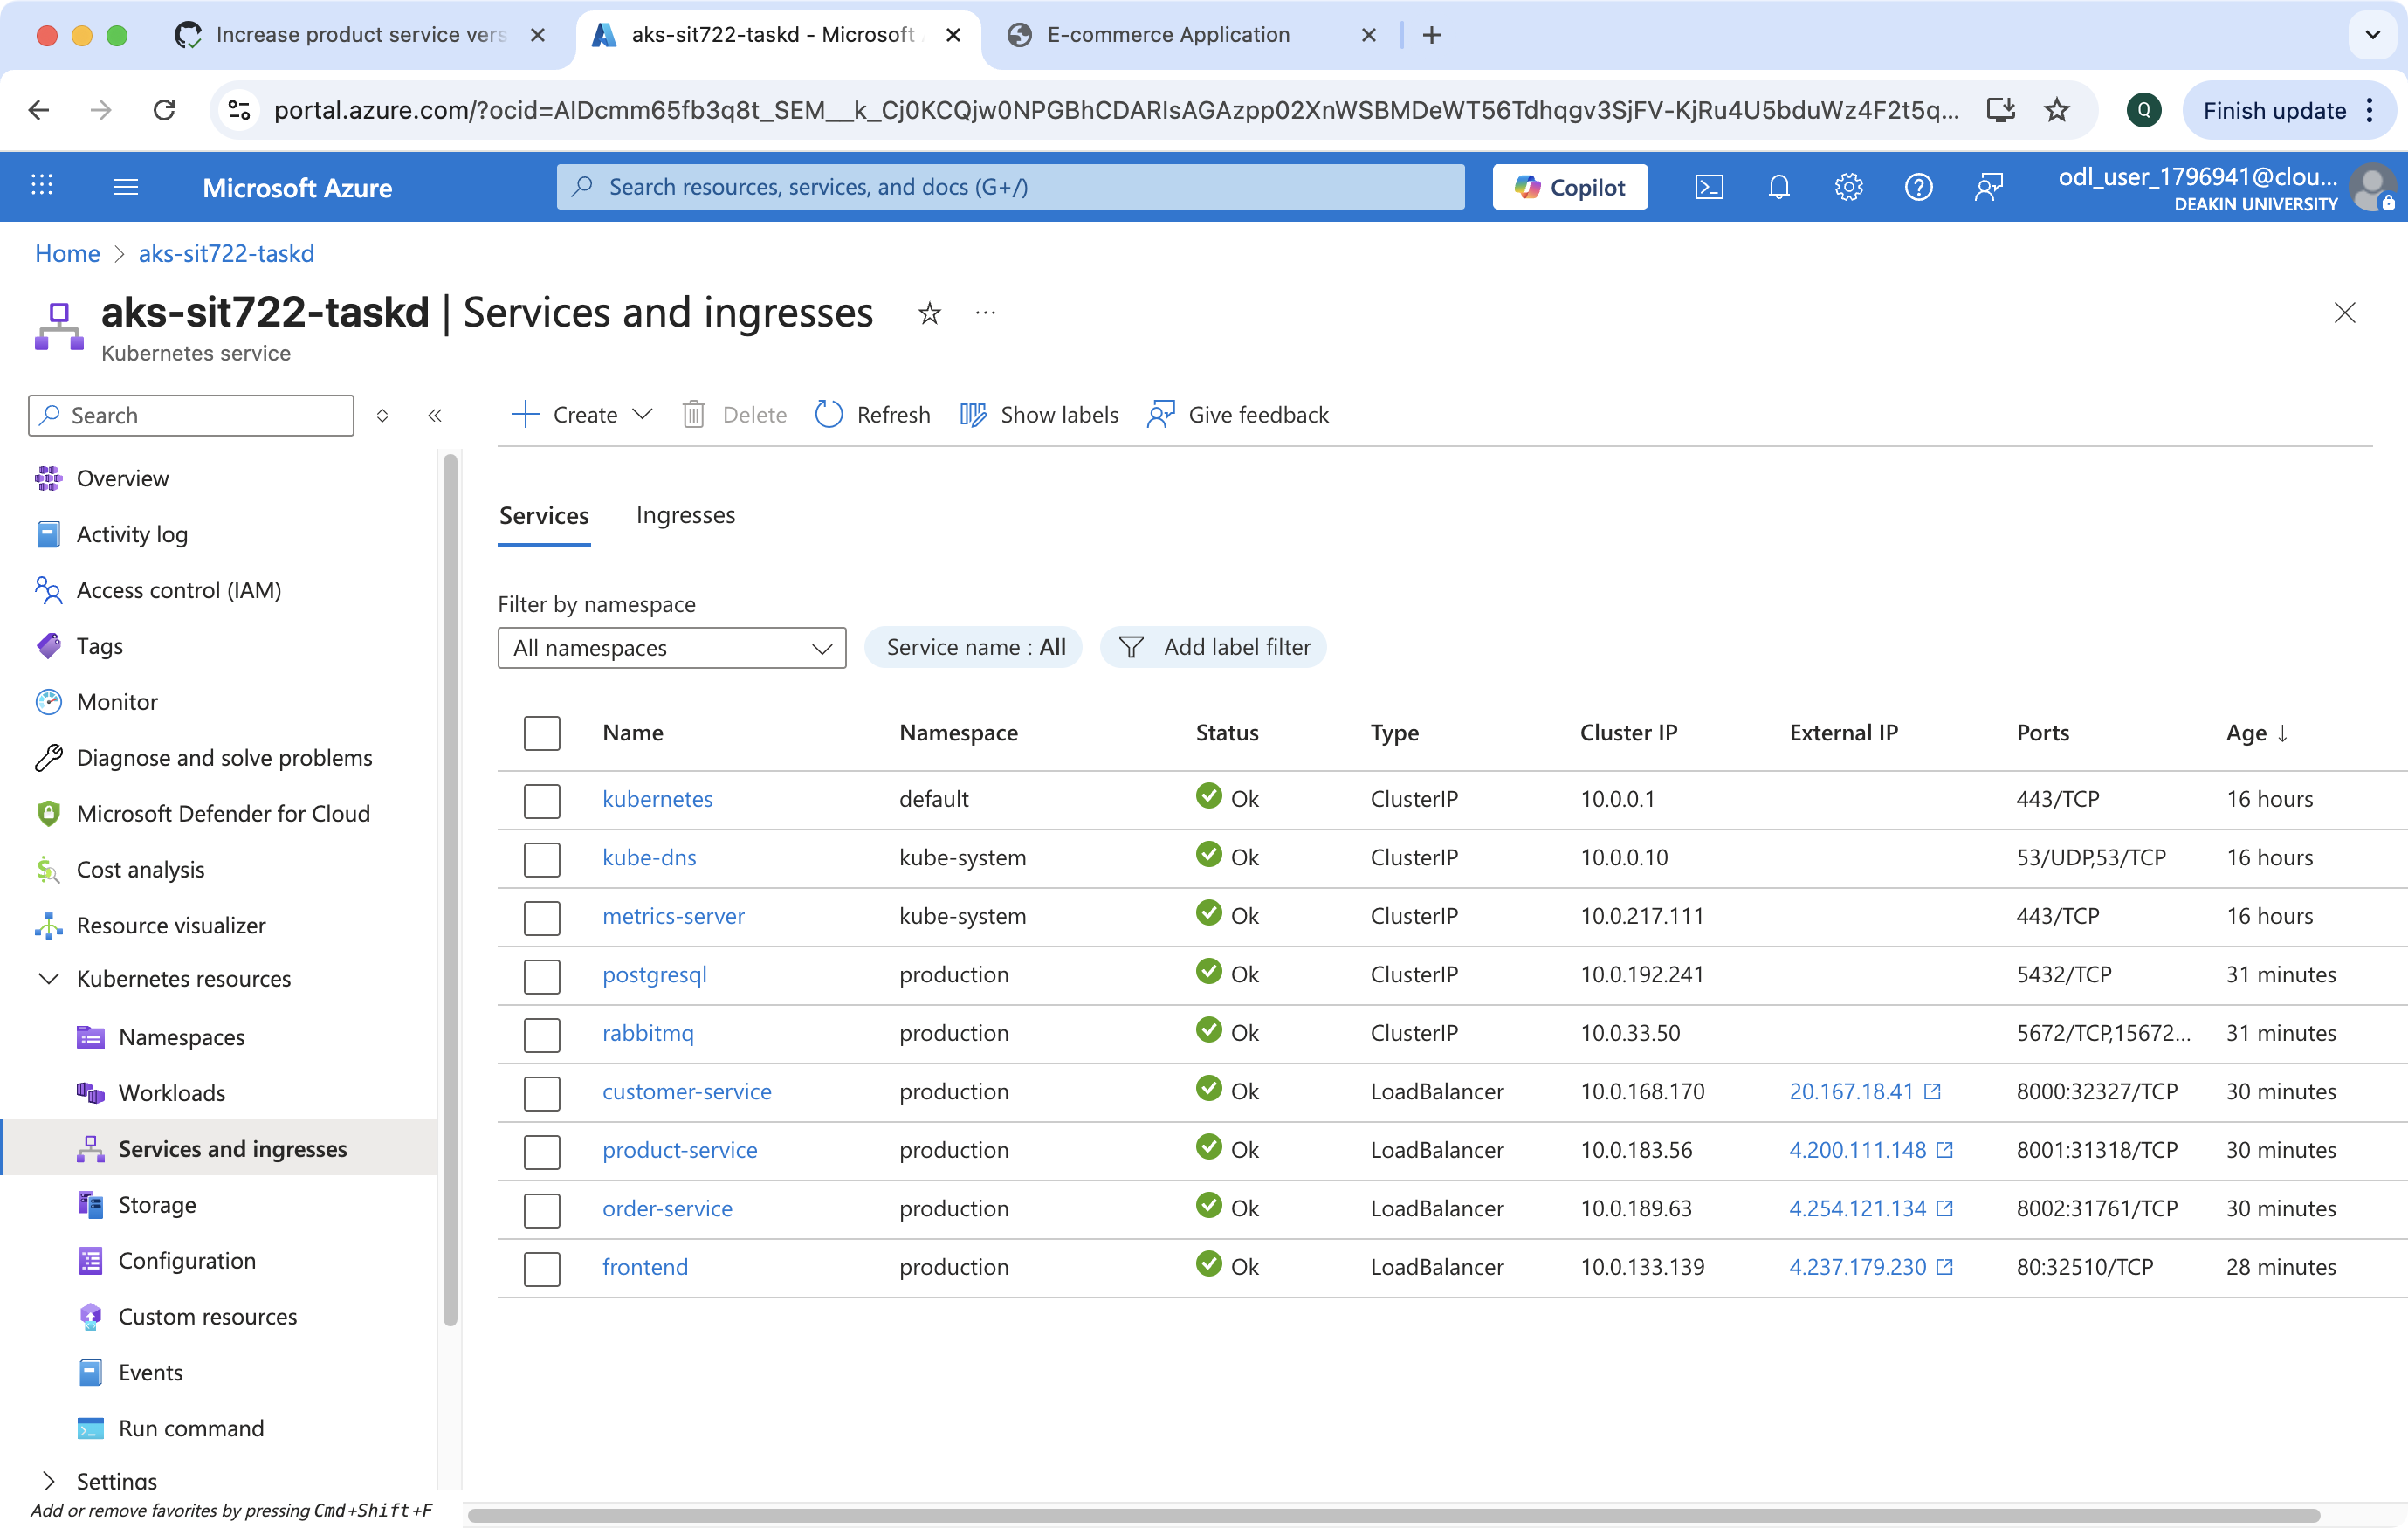 Increase product service vers
aks-sit722-taskd - Microsoft
E-commerce Application
portal.azure.com/?ocid=AIDcmm65fb3q8t_SEM__k_Cj0KCQjw0NPGBhCDARIsAGAzpp02XnWSBMDeWT56Tdhqgv3SjFV-KjRu4U5bduWz4F2t5q...
Q
Finish update
Microsoft Azure
Search resources, services, and docs (G+/)
Copilot
odl_user_1796941@clou...
DEAKIN UNIVERSITY
Home > aks-sit722-taskd
aks-sit722-taskd | Services and ingresses
Kubernetes service
Search
Create
Delete
Refresh
Show labels
Give feedback
Overview
Activity log
Access control (IAM)
Tags
Monitor
Diagnose and solve problems
Microsoft Defender for Cloud
Cost analysis
Resource visualizer
Kubernetes resources
Namespaces
Workloads
Services and ingresses
Storage
Configuration
Custom resources
Events
Run command
Settings
Add or remove favorites by pressing Cmd+Shift+F
Services Ingresses
Filter by namespace
All namespaces
Service name : All
Add label filter
Name Namespace Status Type Cluster IP External IP Ports Age ↓
kubernetes default Ok ClusterIP 10.0.0.1 443/TCP 16 hours
kube-dns kube-system Ok ClusterIP 10.0.0.10 53/UDP,53/TCP 16 hours
metrics-server kube-system Ok ClusterIP 10.0.217.111 443/TCP 16 hours
postgresql production Ok ClusterIP 10.0.192.241 5432/TCP 31 minutes
rabbitmq production Ok ClusterIP 10.0.33.50 5672/TCP,15672... 31 minutes
customer-service production Ok LoadBalancer 10.0.168.170 20.167.18.41 8000:32327/TCP 30 minutes
product-service production Ok LoadBalancer 10.0.183.56 4.200.111.148 8001:31318/TCP 30 minutes
order-service production Ok LoadBalancer 10.0.189.63 4.254.121.134 8002:31761/TCP 30 minutes
frontend production Ok LoadBalancer 10.0.133.139 4.237.179.230 80:32510/TCP 28 minutes